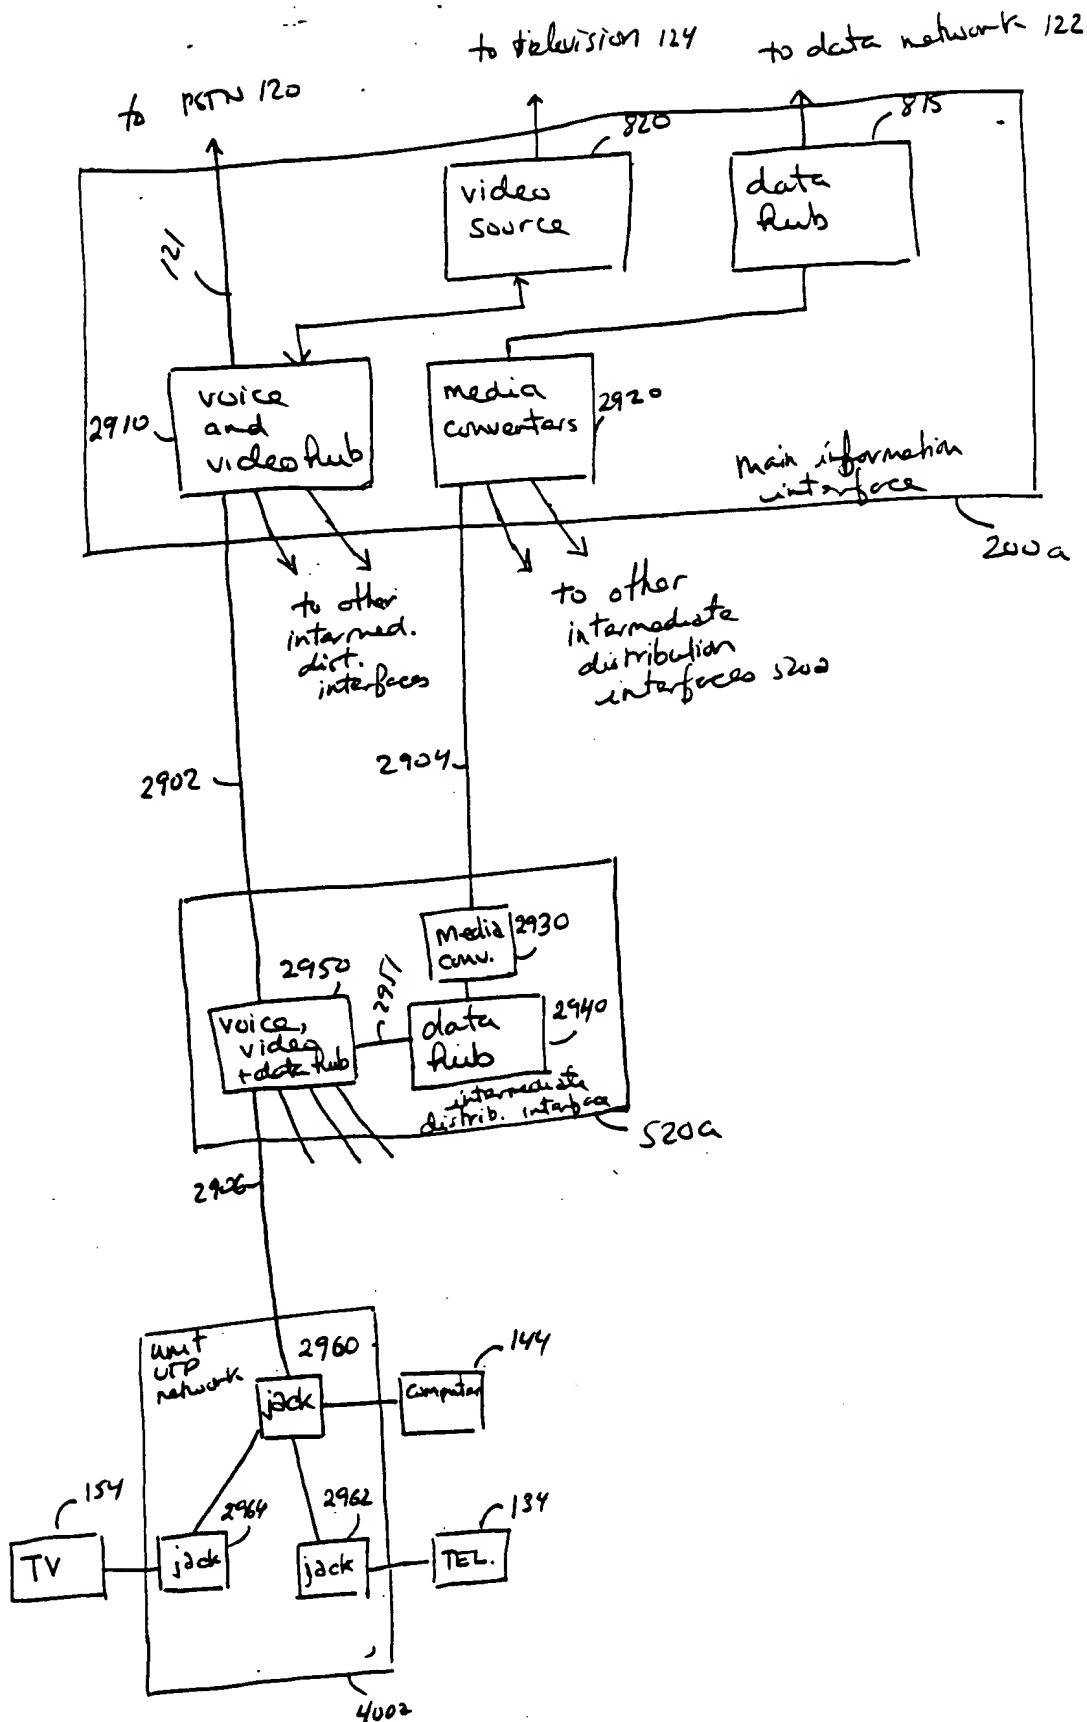 to television 124
to data network 122
to PSTN 120
820
815
video
source
data
hub
121
voice
and
video hub
2910
media
converters
2920
main information
interface
200a
to other
intermed.
dist.
interfaces
to other
intermediate
distribution
interfaces 520a
2902
2904
media
conv.
2930
2950
2951
voice,
video
+ data hub
data
hub
2940
intermediate
distrib. interface
520a
2906
unit
UTP
network
2960
144
jack
computer
154
2964
2962
134
TV
jack
jack
TEL.